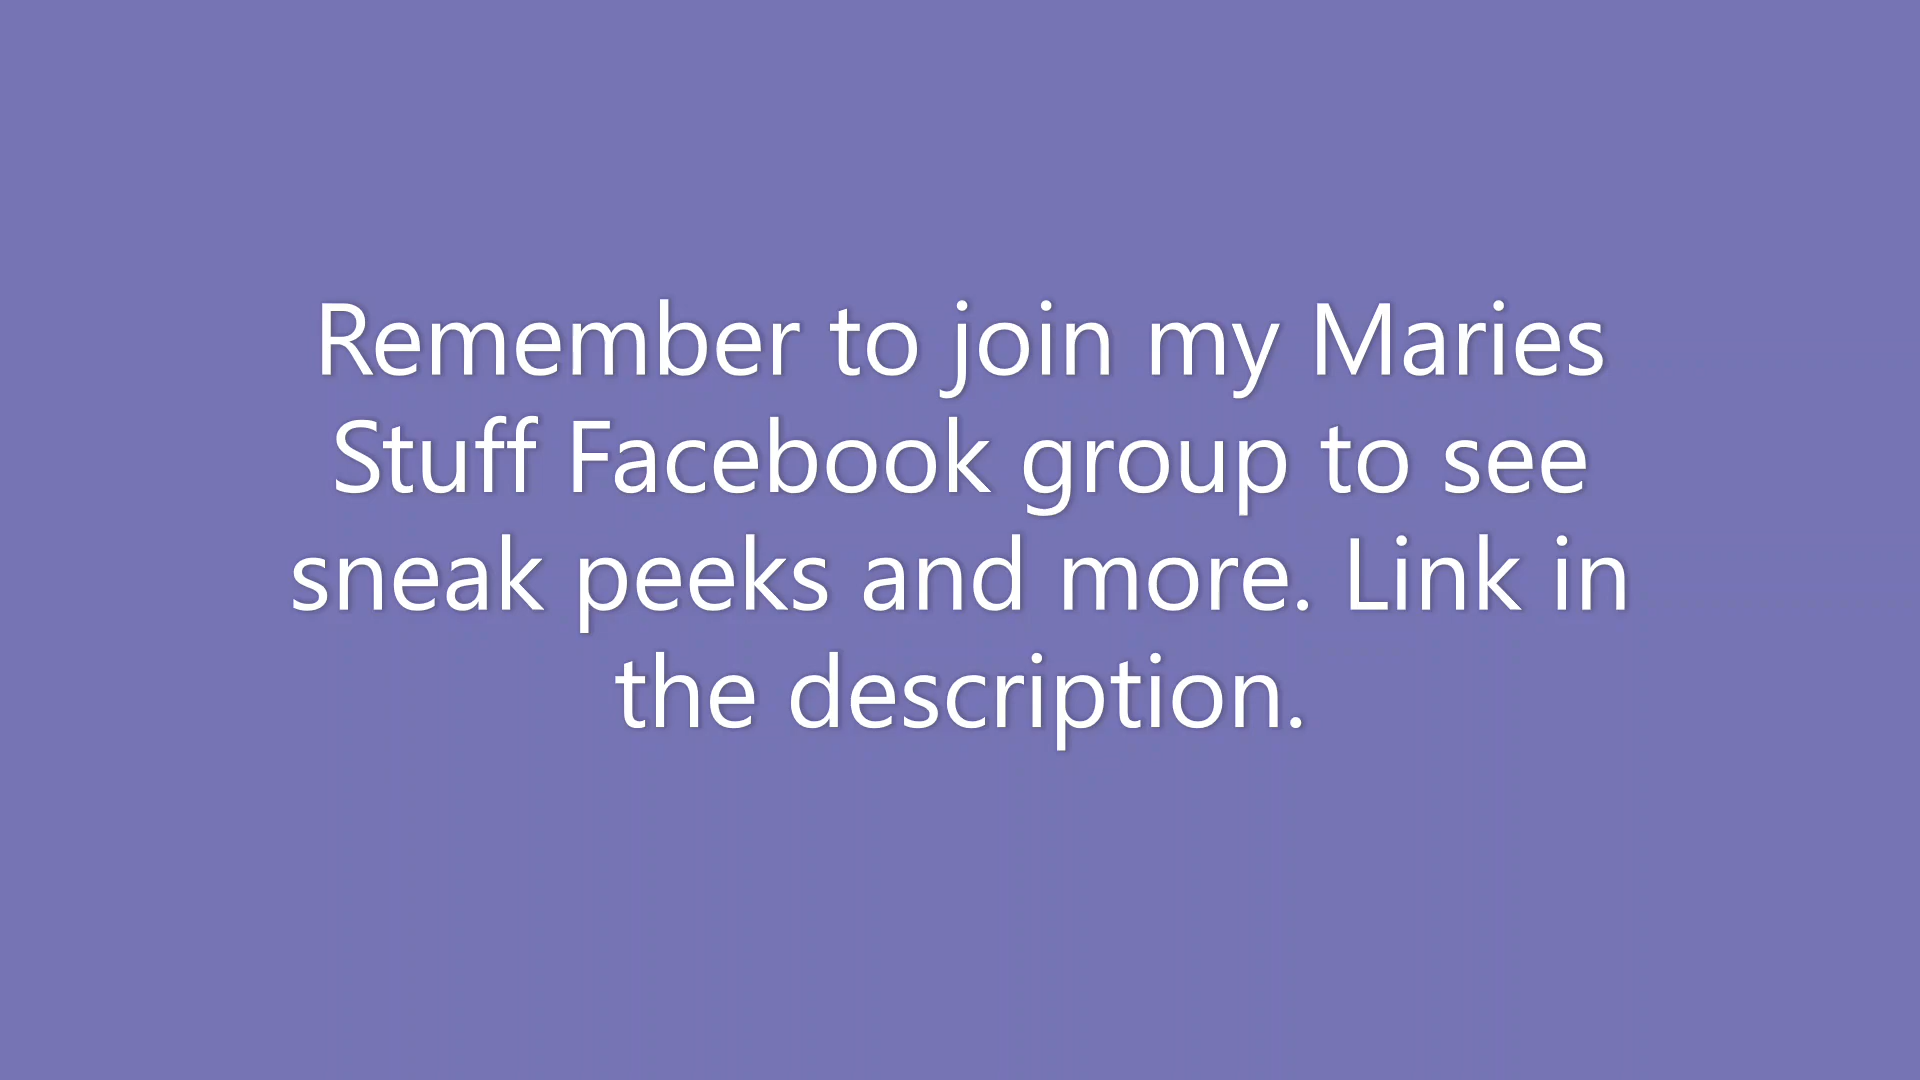 Remember to join my Maries
Stuff Facebook group to see
sneak peeks and more. Link in
the description.